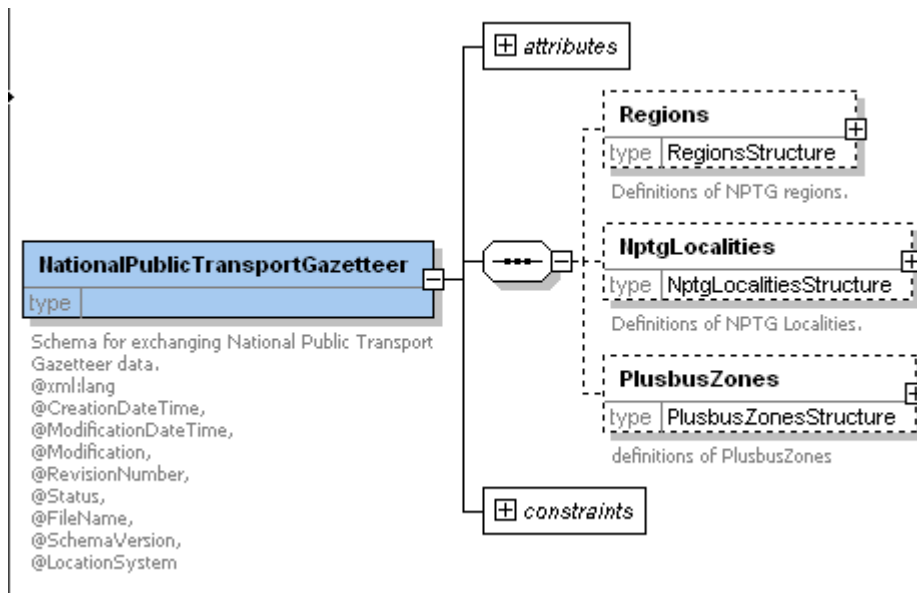 attributes
Regions
type RegionsStructure
Definitions of NPTG regions.
NationalPublicTransportGazetteer
type
Schema for exchanging National Public Transport
Gazetteer data.
@xml:lang
@CreationDateTime,
@ModificationDateTime,
@Modification,
@RevisionNumber,
@Status,
@FileName,
@SchemaVersion,
@LocationSystem
NptgLocalities
type NptgLocalitiesStructure
Definitions of NPTG Localities.
PlusbusZones
type PlusbusZonesStructure
definitions of PlusbusZones
constraints